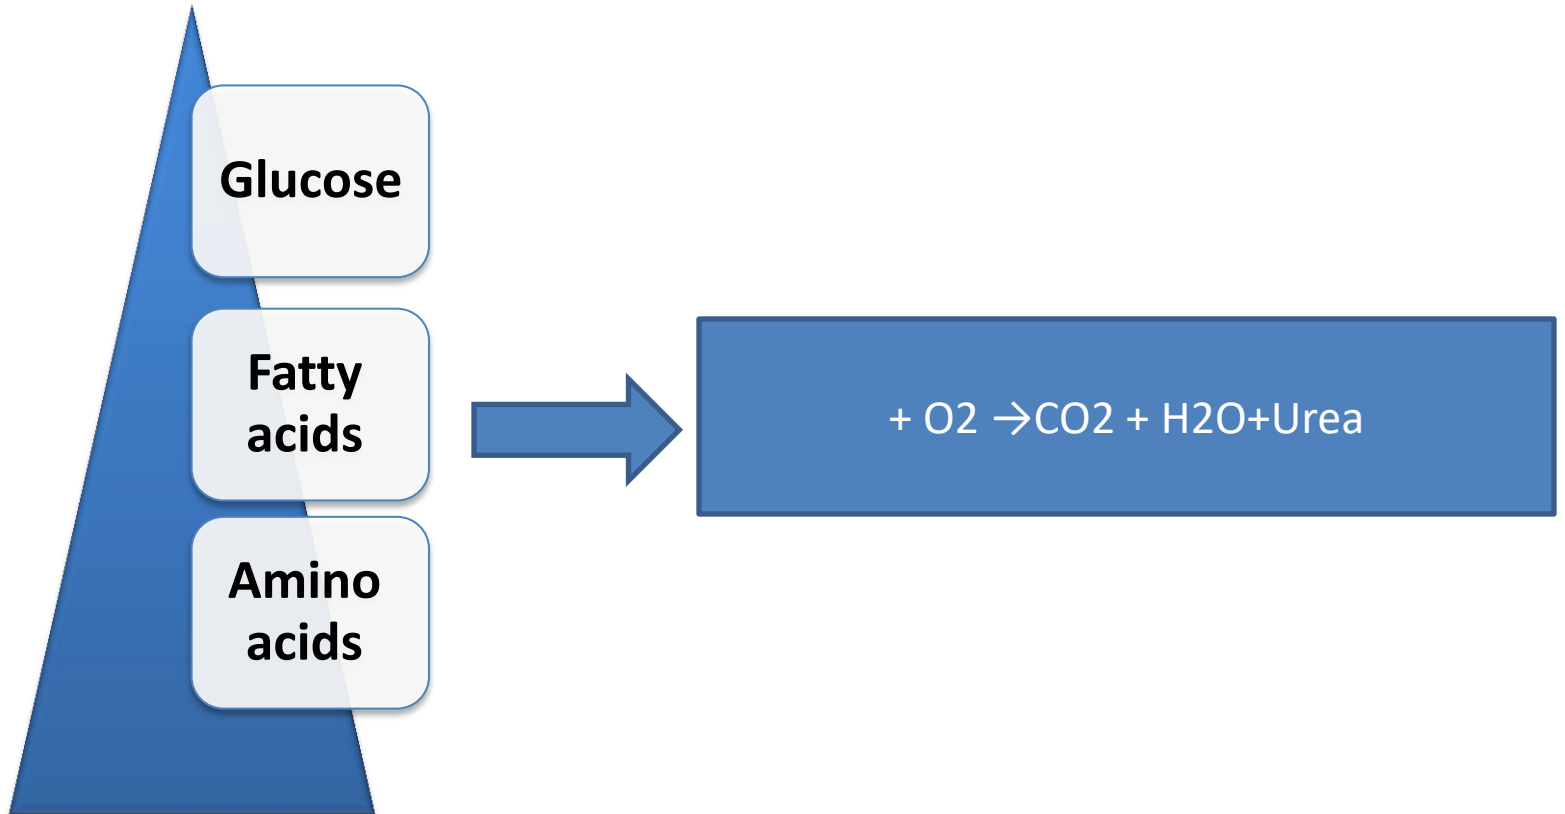 Glucose
Fatty
acids
Amino
acids
+ O2 →CO2 + H2O+Urea